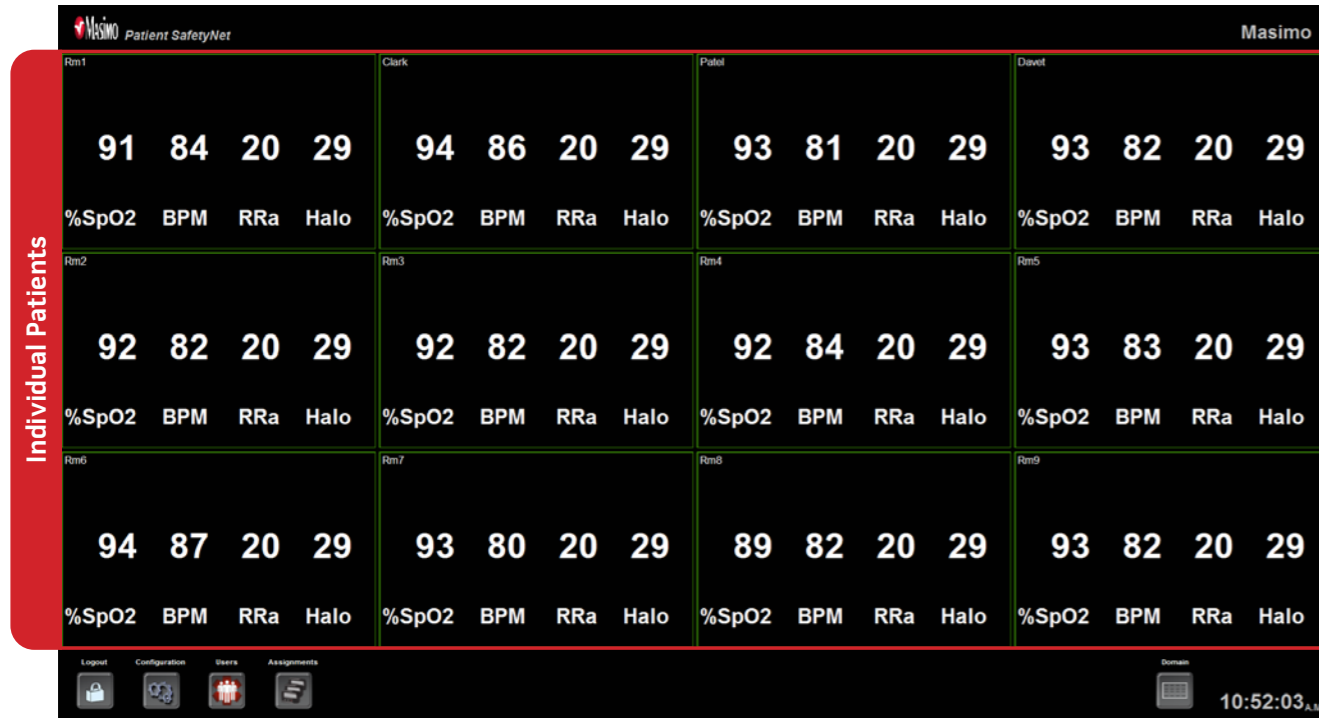 Masimo Patient SafetyNet Masimo
Individual Patients
Rm1 Clark Patel Davet
91 84 20 29 94 86 20 29 93 81 20 29 93 82 20 29
%SpO2 BPM RRa Halo %SpO2 BPM RRa Halo %SpO2 BPM RRa Halo %SpO2 BPM RRa Halo
Rm2 Rm3 Rm4 Rm5
92 82 20 29 92 82 20 29 92 84 20 29 93 83 20 29
%SpO2 BPM RRa Halo %SpO2 BPM RRa Halo %SpO2 BPM RRa Halo %SpO2 BPM RRa Halo
Rm6 Rm7 Rm8 Rm9
94 87 20 29 93 80 20 29 89 82 20 29 93 82 20 29
%SpO2 BPM RRa Halo %SpO2 BPM RRa Halo %SpO2 BPM RRa Halo %SpO2 BPM RRa Halo
Logout Configuration Users Assignments Domain
10:52:03 A.M